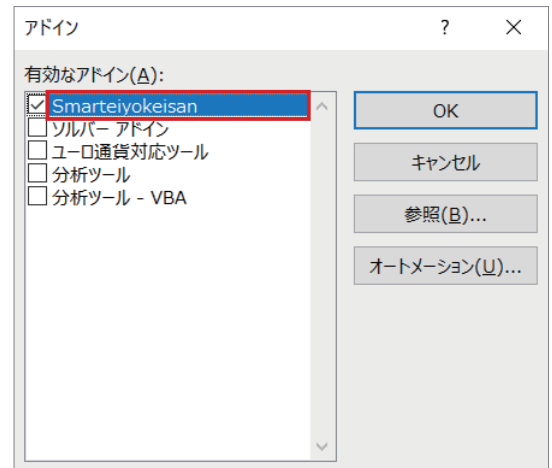 アドイン
有効なアドイン(A):
Smarteiyokeisan
ソルバー アドイン
ユーロ通貨対応ツール
分析ツール
分析ツール - VBA
OK
キャンセル
参照(B)...
オートメーション(U)...